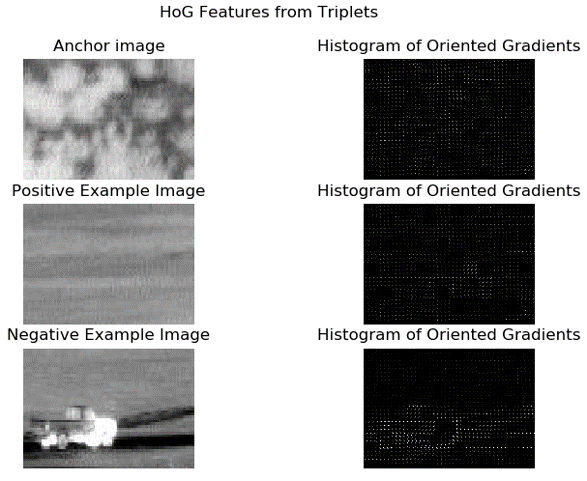 HoG Features from Triplets
Anchor image
Histogram of Oriented Gradients
Positive Example Image
Histogram of Oriented Gradients
Negative Example Image
Histogram of Oriented Gradients